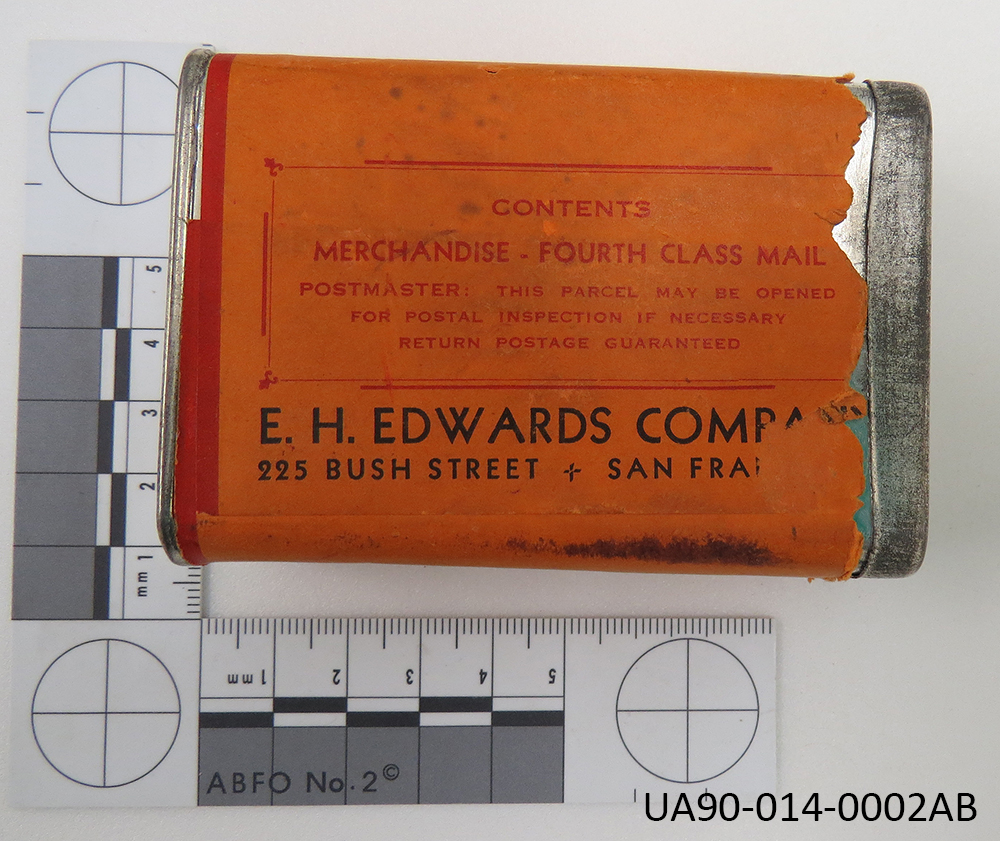 CONTENTS
MERCHANDISE - FOURTH CLASS MAIL
POSTMASTER: THIS PARCEL MAY BE OPENED
FOR POSTAL INSPECTION IF NECESSARY
RETURN POSTAGE GUARANTEED
E. H. EDWARDS COMPA
225 BUSH STREET + SAN FRA
5
4
3
2
1
mm
mm 1 2 3 4 5
ABFO No. 2©
UA90-014-0002AB